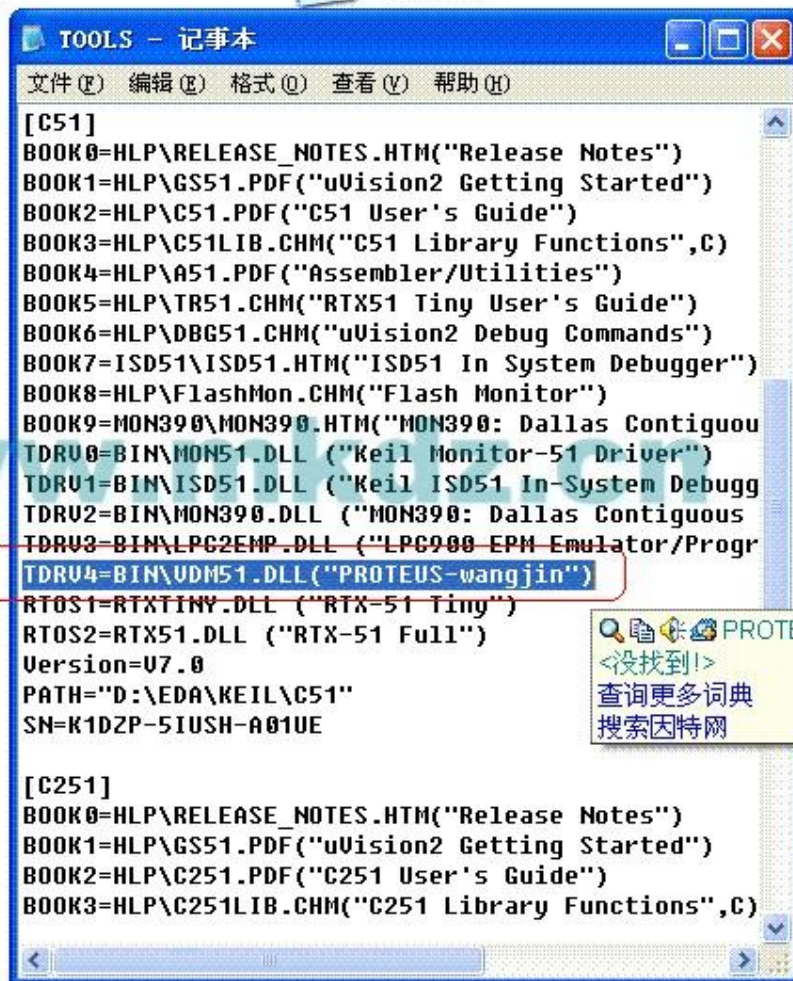 TOOLS - 记事本
文件(F) 编辑(E) 格式(O) 查看(V) 帮助(H)
[C51]
BOOK0=HLP\RELEASE_NOTES.HTM("Release Notes")
BOOK1=HLP\GS51.PDF("uVision2 Getting Started")
BOOK2=HLP\C51.PDF("C51 User's Guide")
BOOK3=HLP\C51LIB.CHM("C51 Library Functions",C)
BOOK4=HLP\A51.PDF("Assembler/Utilities")
BOOK5=HLP\TR51.CHM("RTX51 Tiny User's Guide")
BOOK6=HLP\DBG51.CHM("uVision2 Debug Commands")
BOOK7=ISD51\ISD51.HTM("ISD51 In System Debugger")
BOOK8=HLP\FlashMon.CHM("Flash Monitor")
BOOK9=MON390\MON390.HTM("MON390: Dallas Contiguou
TDRV0=BIN\MON51.DLL ("Keil Monitor-51 Driver")
w.mkdz.cn
TDRV1=BIN\ISD51.DLL ("Keil ISD51 In-System Debugg
TDRV2=BIN\MON390.DLL ("MON390: Dallas Contiguous
TDRV3=BIN\LPC2EMP.DLL ("LPC900 EPM Emulator/Progr
TDRV4=BIN\VDM51.DLL("PROTEUS-wangjin")
RTOS1=RTXTINY.DLL ("RTX-51 Tiny")
RTOS2=RTX51.DLL ("RTX-51 Full")
Version=V7.0
PATH="D:\EDA\KEIL\C51"
SN=K1DZP-5IUSH-A01UE
PROTE
<没找到!>
查询更多词典
搜索因特网
[C251]
BOOK0=HLP\RELEASE_NOTES.HTM("Release Notes")
BOOK1=HLP\GS51.PDF("uVision2 Getting Started")
BOOK2=HLP\C251.PDF("C251 User's Guide")
BOOK3=HLP\C251LIB.CHM("C251 Library Functions",C)